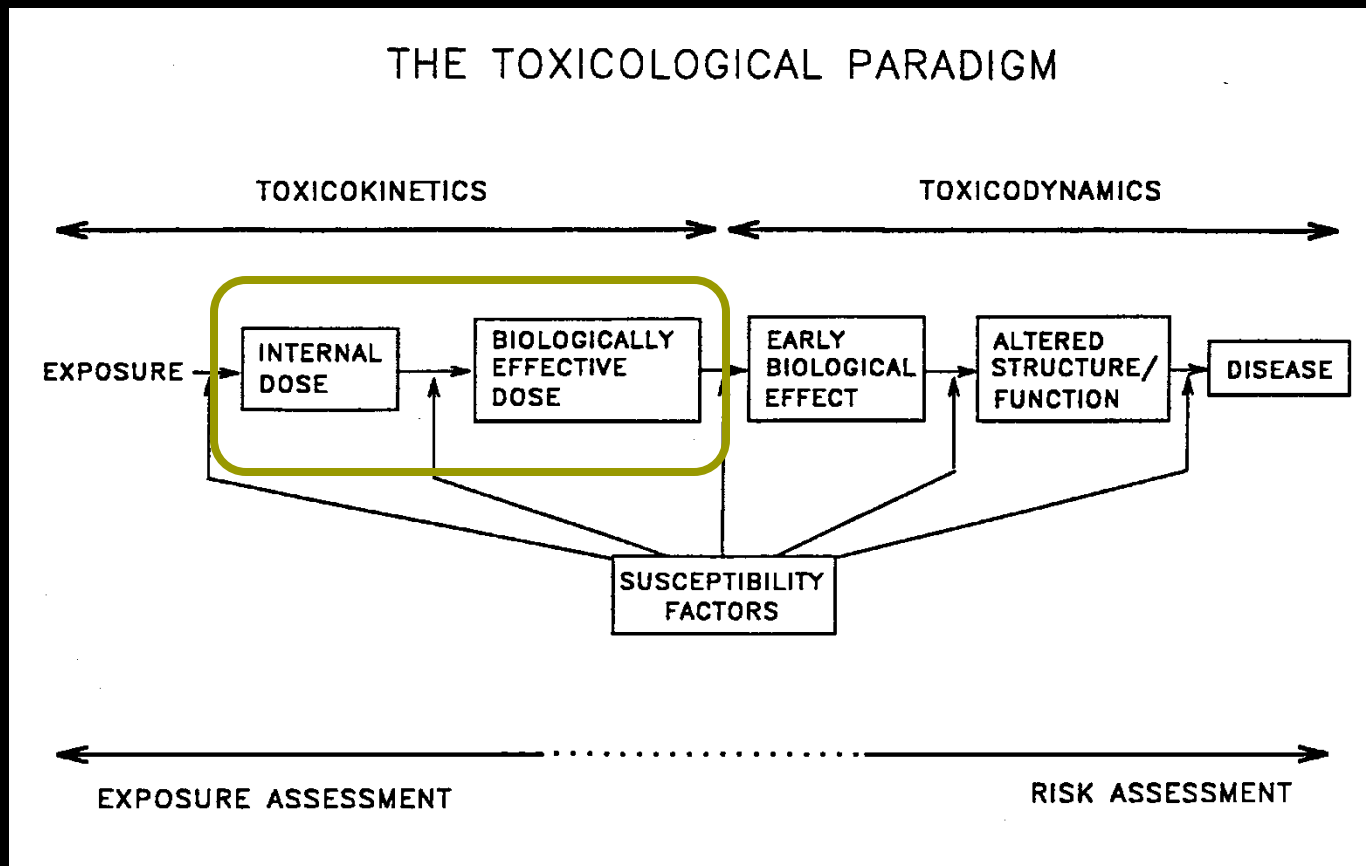 THE TOXICOLOGICAL PARADIGM
TOXICOKINETICS
TOXICODYNAMICS
EXPOSURE
INTERNAL
DOSE
BIOLOGICALLY
EFFECTIVE
DOSE
EARLY
BIOLOGICAL
EFFECT
ALTERED
STRUCTURE/
FUNCTION
DISEASE
SUSCEPTIBILITY
FACTORS
EXPOSURE ASSESSMENT
RISK ASSESSMENT